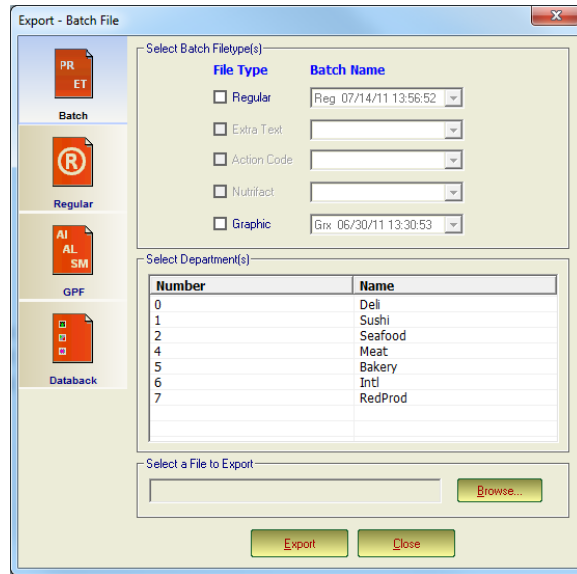 Export - Batch File
PR
ET
Batch
®
Regular
AI
AL
SM
GPF
Databack
Select Batch Filetype(s)
File Type Batch Name
Regular Reg 07/14/11 13:56:52
Extra Text
Action Code
Nutrifact
Graphic Grx 06/30/11 13:30:53
Select Department(s)
Number Name
0 Deli
1 Sushi
2 Seafood
4 Meat
5 Bakery
6 Intl
7 RedProd
Select a File to Export
Browse...
Export Close